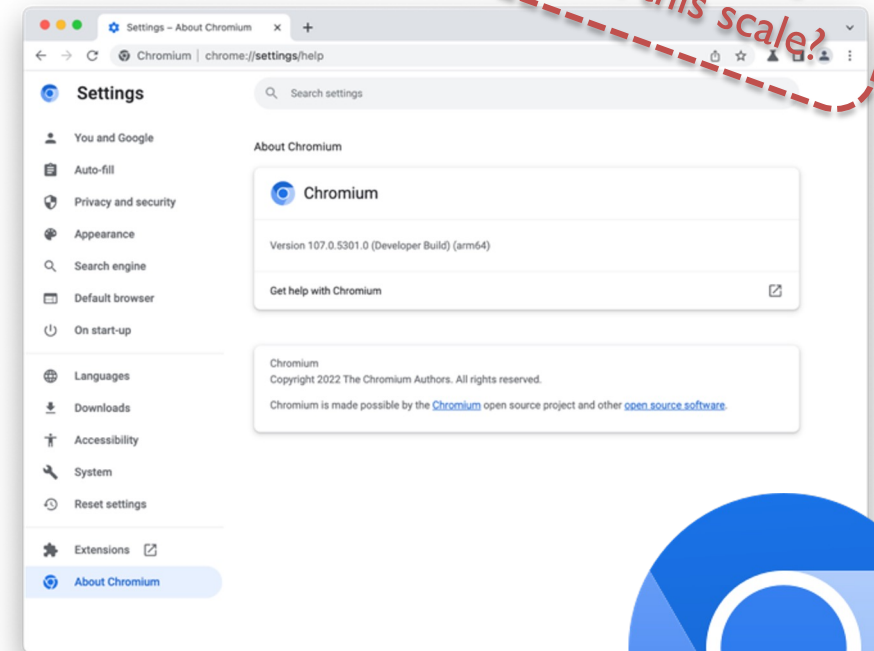 this scale?
Settings – About Chromium
Chromium | chrome://settings/help
Settings
Search settings
You and Google
Auto-fill
Privacy and security
Appearance
Search engine
Default browser
On start-up
Languages
Downloads
Accessibility
System
Reset settings
Extensions
About Chromium
About Chromium
Chromium
Version 107.0.5301.0 (Developer Build) (arm64)
Get help with Chromium
Chromium
Copyright 2022 The Chromium Authors. All rights reserved.
Chromium is made possible by the Chromium open source project and other open source software.